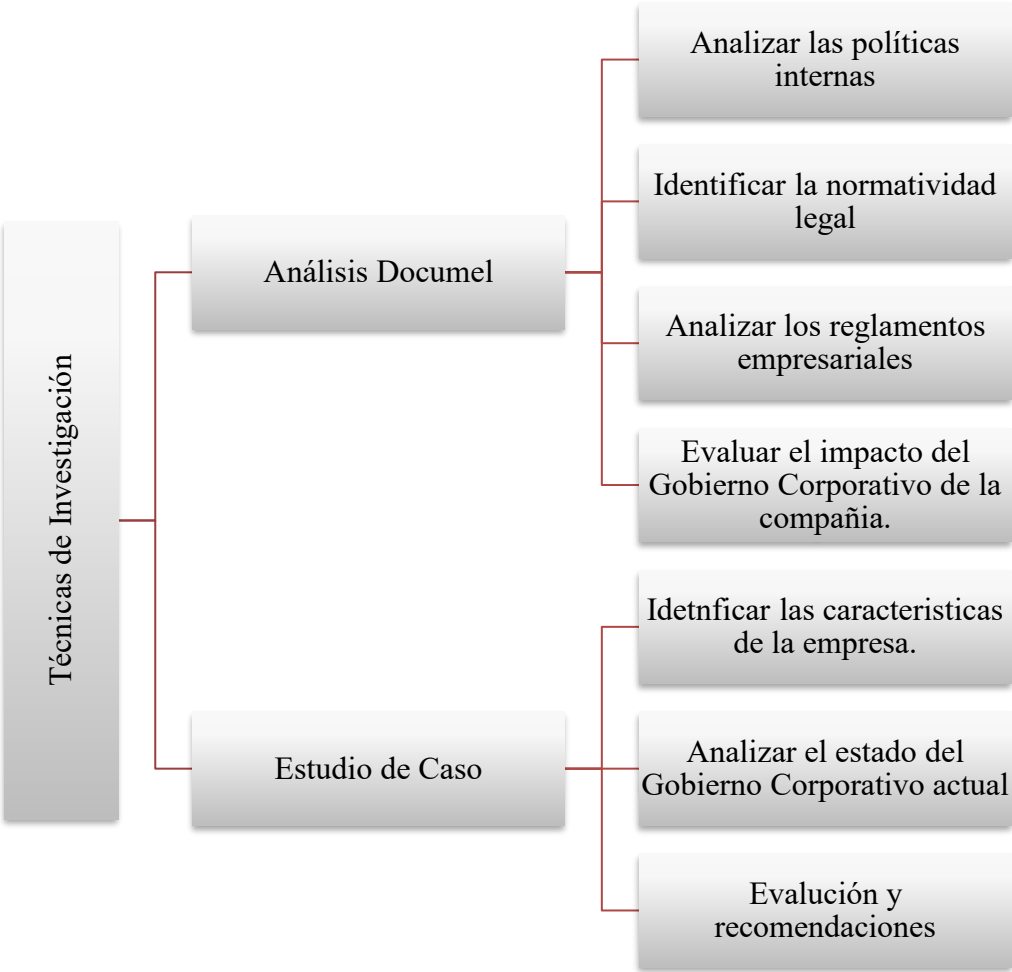 Técnicas de Investigación
Análisis Documel
Analizar las políticas
internas
Identificar la normatividad
legal
Analizar los reglamentos
empresariales
Evaluar el impacto del
Gobierno Corporativo de la
compañia.
Estudio de Caso
Idetnficar las caracteristicas
de la empresa.
Analizar el estado del
Gobierno Corporativo actual
Evalución y
recomendaciones